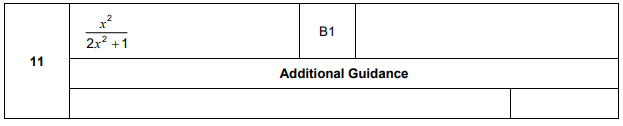 11
x²
2x² + 1
B1
Additional Guidance